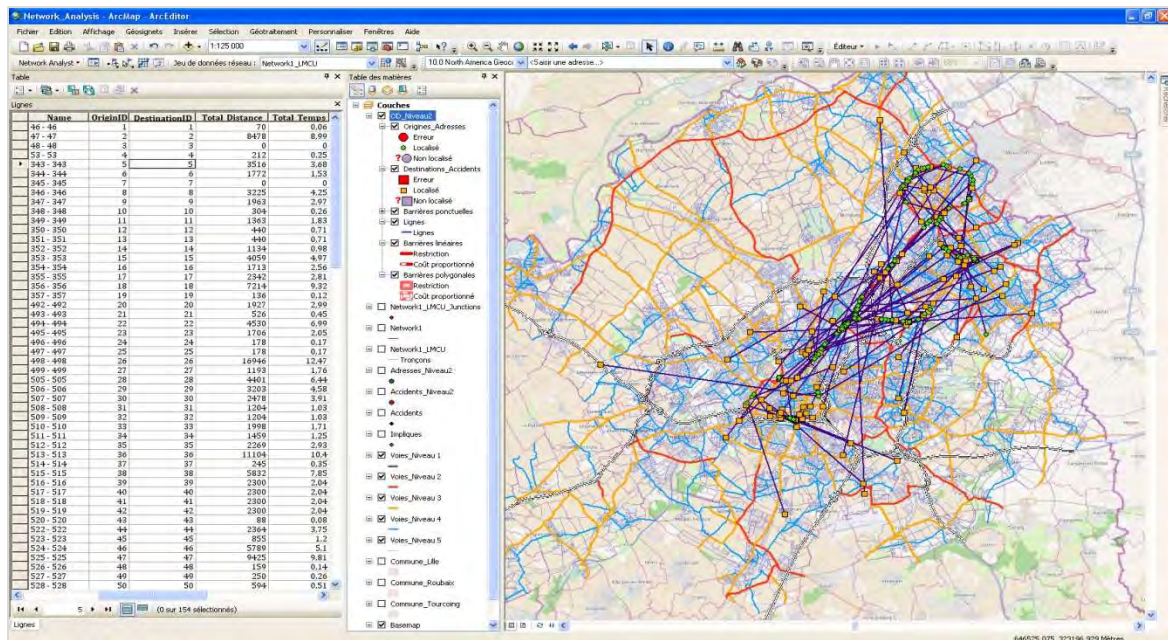 Network_Analysis - ArcMap - ArcEditor
Fichier Edition Affichage Géosignets Insérer Sélection Géotraitement Personnaliser Fenêtres Aide
1:125 000 Éditeur
Network Analyst Jeu de données réseau : Network1_LMCU 10.0 North America Geoc <Saisir une adresse...>
Table
Lignes
Name OriginID DestinationID Total Distance Total Temps
46 - 46 1 1 70 0,06
47 - 47 2 2 8478 8,99
48 - 48 3 3 0 0
53 - 53 4 4 212 0,25
343 - 343 5 5 3516 3,68
344 - 344 6 6 1772 1,53
345 - 345 7 7 0 0
346 - 346 8 8 3225 4,25
347 - 347 9 9 1963 2,97
348 - 348 10 10 304 0,26
349 - 349 11 11 1363 1,83
350 - 350 12 12 440 0,71
351 - 351 13 13 440 0,71
352 - 352 14 14 1134 0,98
353 - 353 15 15 4059 4,97
354 - 354 16 16 1713 2,56
355 - 355 17 17 2342 2,81
356 - 356 18 18 7214 9,32
357 - 357 19 19 136 0,12
492 - 492 20 20 1927 2,99
493 - 493 21 21 526 0,45
494 - 494 22 22 4530 6,99
495 - 495 23 23 1706 2,05
496 - 496 24 24 178 0,17
497 - 497 25 25 178 0,17
498 - 498 26 26 16946 12,47
499 - 499 27 27 1193 1,76
505 - 505 28 28 4401 6,44
506 - 506 29 29 3203 4,58
507 - 507 30 30 2478 3,91
508 - 508 31 31 1204 1,03
509 - 509 32 32 1204 1,03
510 - 510 33 33 1998 1,71
511 - 511 34 34 1459 1,25
512 - 512 35 35 2269 2,93
513 - 513 36 36 11104 10,4
514 - 514 37 37 245 0,35
515 - 515 38 38 5832 7,85
516 - 516 39 39 2300 2,04
517 - 517 40 40 2300 2,04
518 - 518 41 41 2300 2,04
519 - 519 42 42 2300 2,04
520 - 520 43 43 88 0,08
522 - 522 44 44 2364 3,75
523 - 523 45 45 855 1,2
524 - 524 46 46 5789 5,1
525 - 525 47 47 9425 9,81
526 - 526 48 48 159 0,14
527 - 527 49 49 250 0,26
528 - 528 50 50 594 0,51
5 (0 sur 154 sélectionnés)
Lignes
Table des matières
Couches
OD_Niveau2
Origines_Adresses
Erreur
Localisé
? Non localisé
Destinations_Accidents
Erreur
Localisé
? Non localisé
Barrières ponctuelles
Lignes
Lignes
Barrières linéaires
Restriction
Coût proportionné
Barrières polygonales
Restriction
Coût proportionné
Network1_LMCU_Junctions
Network1
Network1_LMCU
Tronçons
Adresses_Niveau2
Accidents_Niveau2
Accidents
Impliques
Voies_Niveau 1
Voies_Niveau 2
Voies_Niveau 3
Voies_Niveau 4
Voies_Niveau 5
Commune_Lille
Commune_Roubaix
Commune_Tourcoing
Basemap
646525,075 323196,929 Mètres